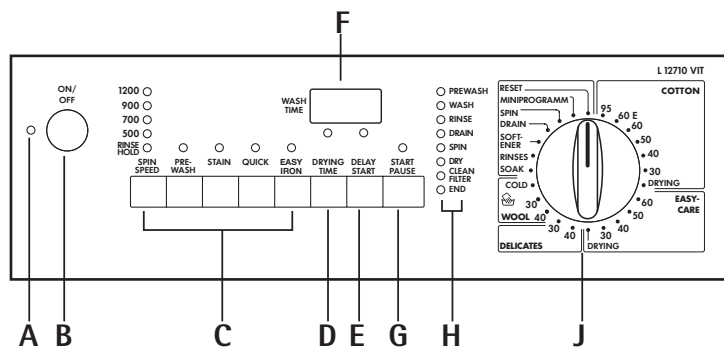 F
L 12710 VIT
ON/
OFF
1200
900
700
500
RINSE
HOLD
SPIN
SPEED
PRE-
WASH
STAIN
QUICK
EASY
IRON
DRYING
TIME
DELAY
START
START
PAUSE
WASH
TIME
PREWASH
WASH
RINSE
DRAIN
SPIN
DRY
CLEAN
FILTER
END
RESET
MINIPROGRAMM
SPIN
DRAIN
SOFT-
ENER
RINSES
SOAK
COLD
30
40
WOOL
30
40
DELICATES
COTTON
95
60 E
60
50
40
30
DRYING
60
50
40
30
DRYING
EASY-
CARE
A
B
C
D
E
G
H
J